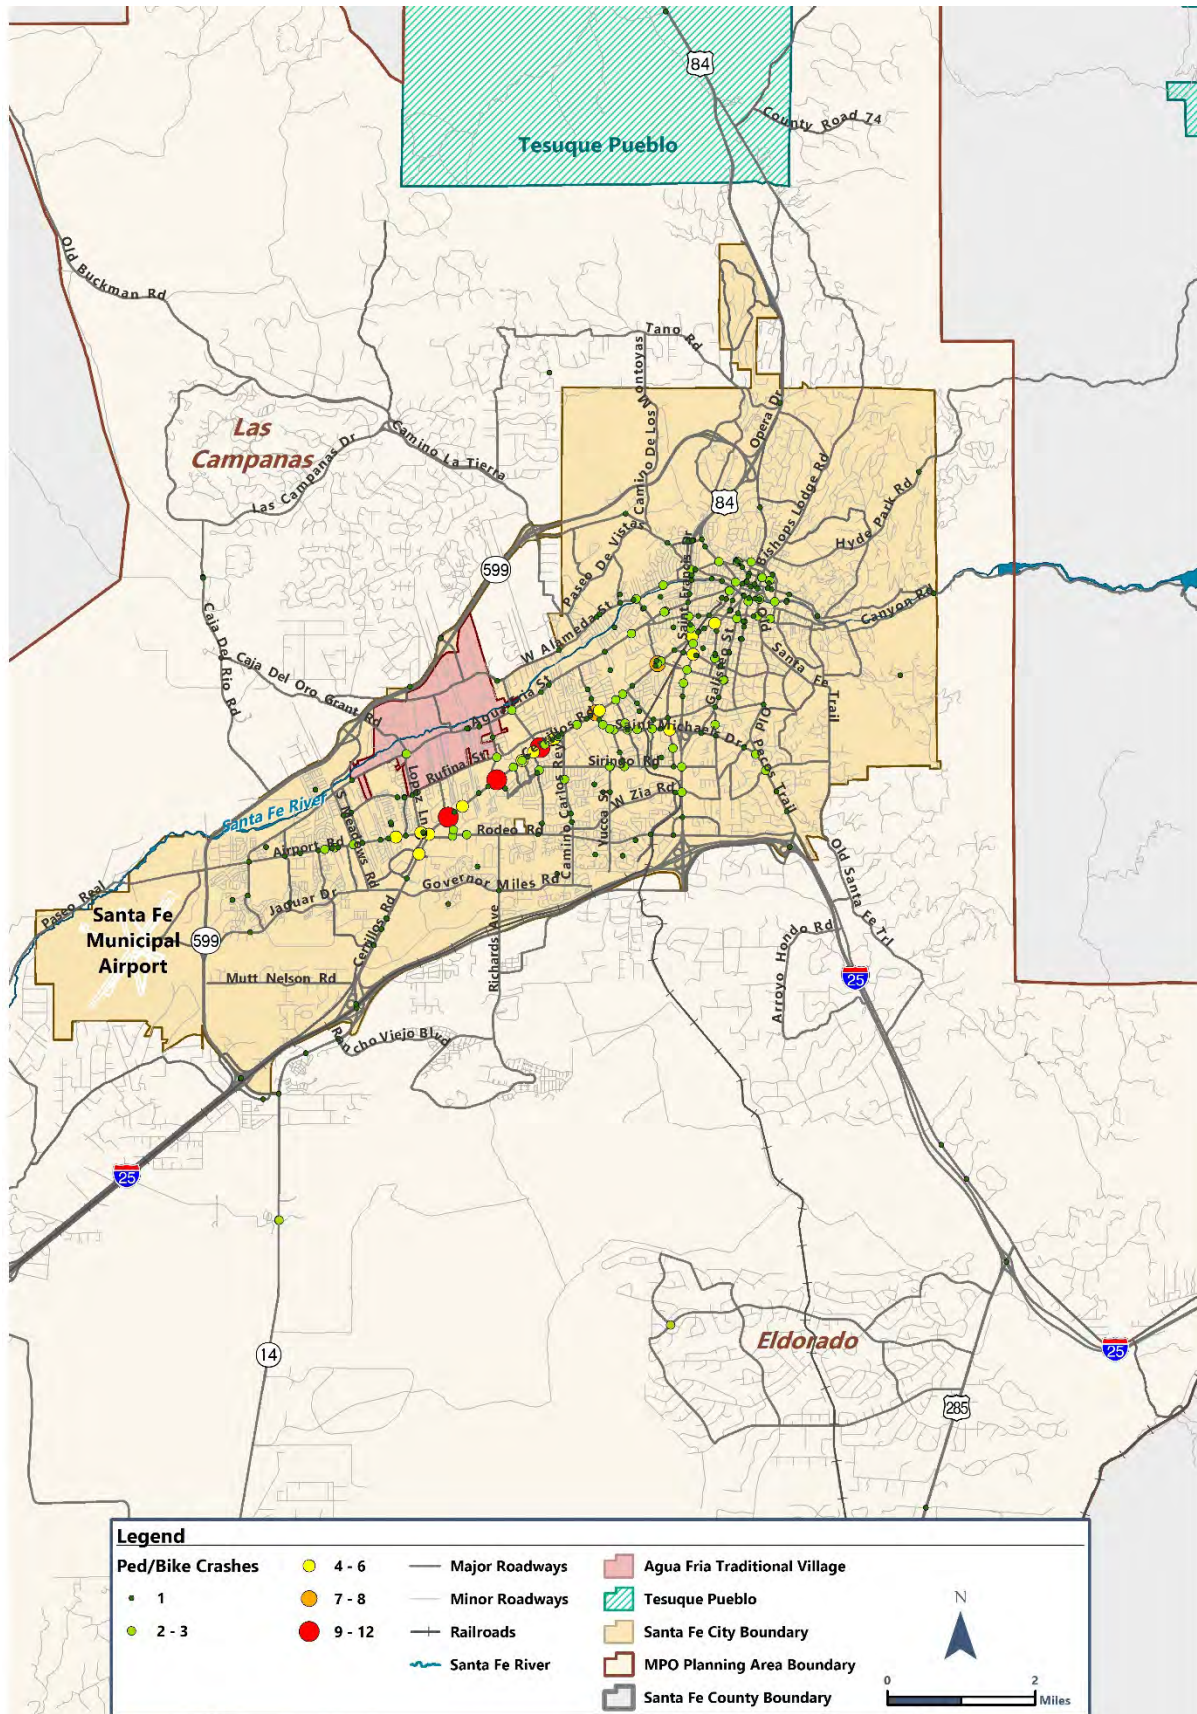 84
County Road 74
Tesuque Pueblo
Old Buckman Rd
Tano Rd
Camino De Los Montoyas
Opera Dr
Las
Campanas
Camino La Tierra
Las Campanas Dr
84
Bishops Lodge Rd
Hyde Park Rd
599
Paseo De Vistas
Saint Francis Dr
Canyon Rd
W Alameda St
Caja Del Rio Rd
Caja Del Oro Grant Rd
Agua Fria St
Galisteo St
Old Santa Fe Trail
Cerrillos Rd
Saint Michaels Dr
Old Pecos Trail
Rufina St
Siringo Rd
Lopez Ln
Camino Carlos Rey
Yucca St
W Zia Rd
Santa Fe River
S Meadows Rd
Airport Rd
Rodeo Rd
Governor Miles Rd
Jaguar Dr
Paseo Real
Santa Fe
Municipal
Airport
599
Cerrillos Rd
Richards Ave
Old Santa Fe Trl
Arroyo Hondo Rd
25
Mutt Nelson Rd
Rancho Viejo Blvd
25
14
Eldorado
25
285
Legend
Ped/Bike Crashes
1
2 - 3
4 - 6
7 - 8
9 - 12
Major Roadways
Minor Roadways
Railroads
Santa Fe River
Agua Fria Traditional Village
Tesuque Pueblo
Santa Fe City Boundary
MPO Planning Area Boundary
Santa Fe County Boundary
N
0 2
Miles